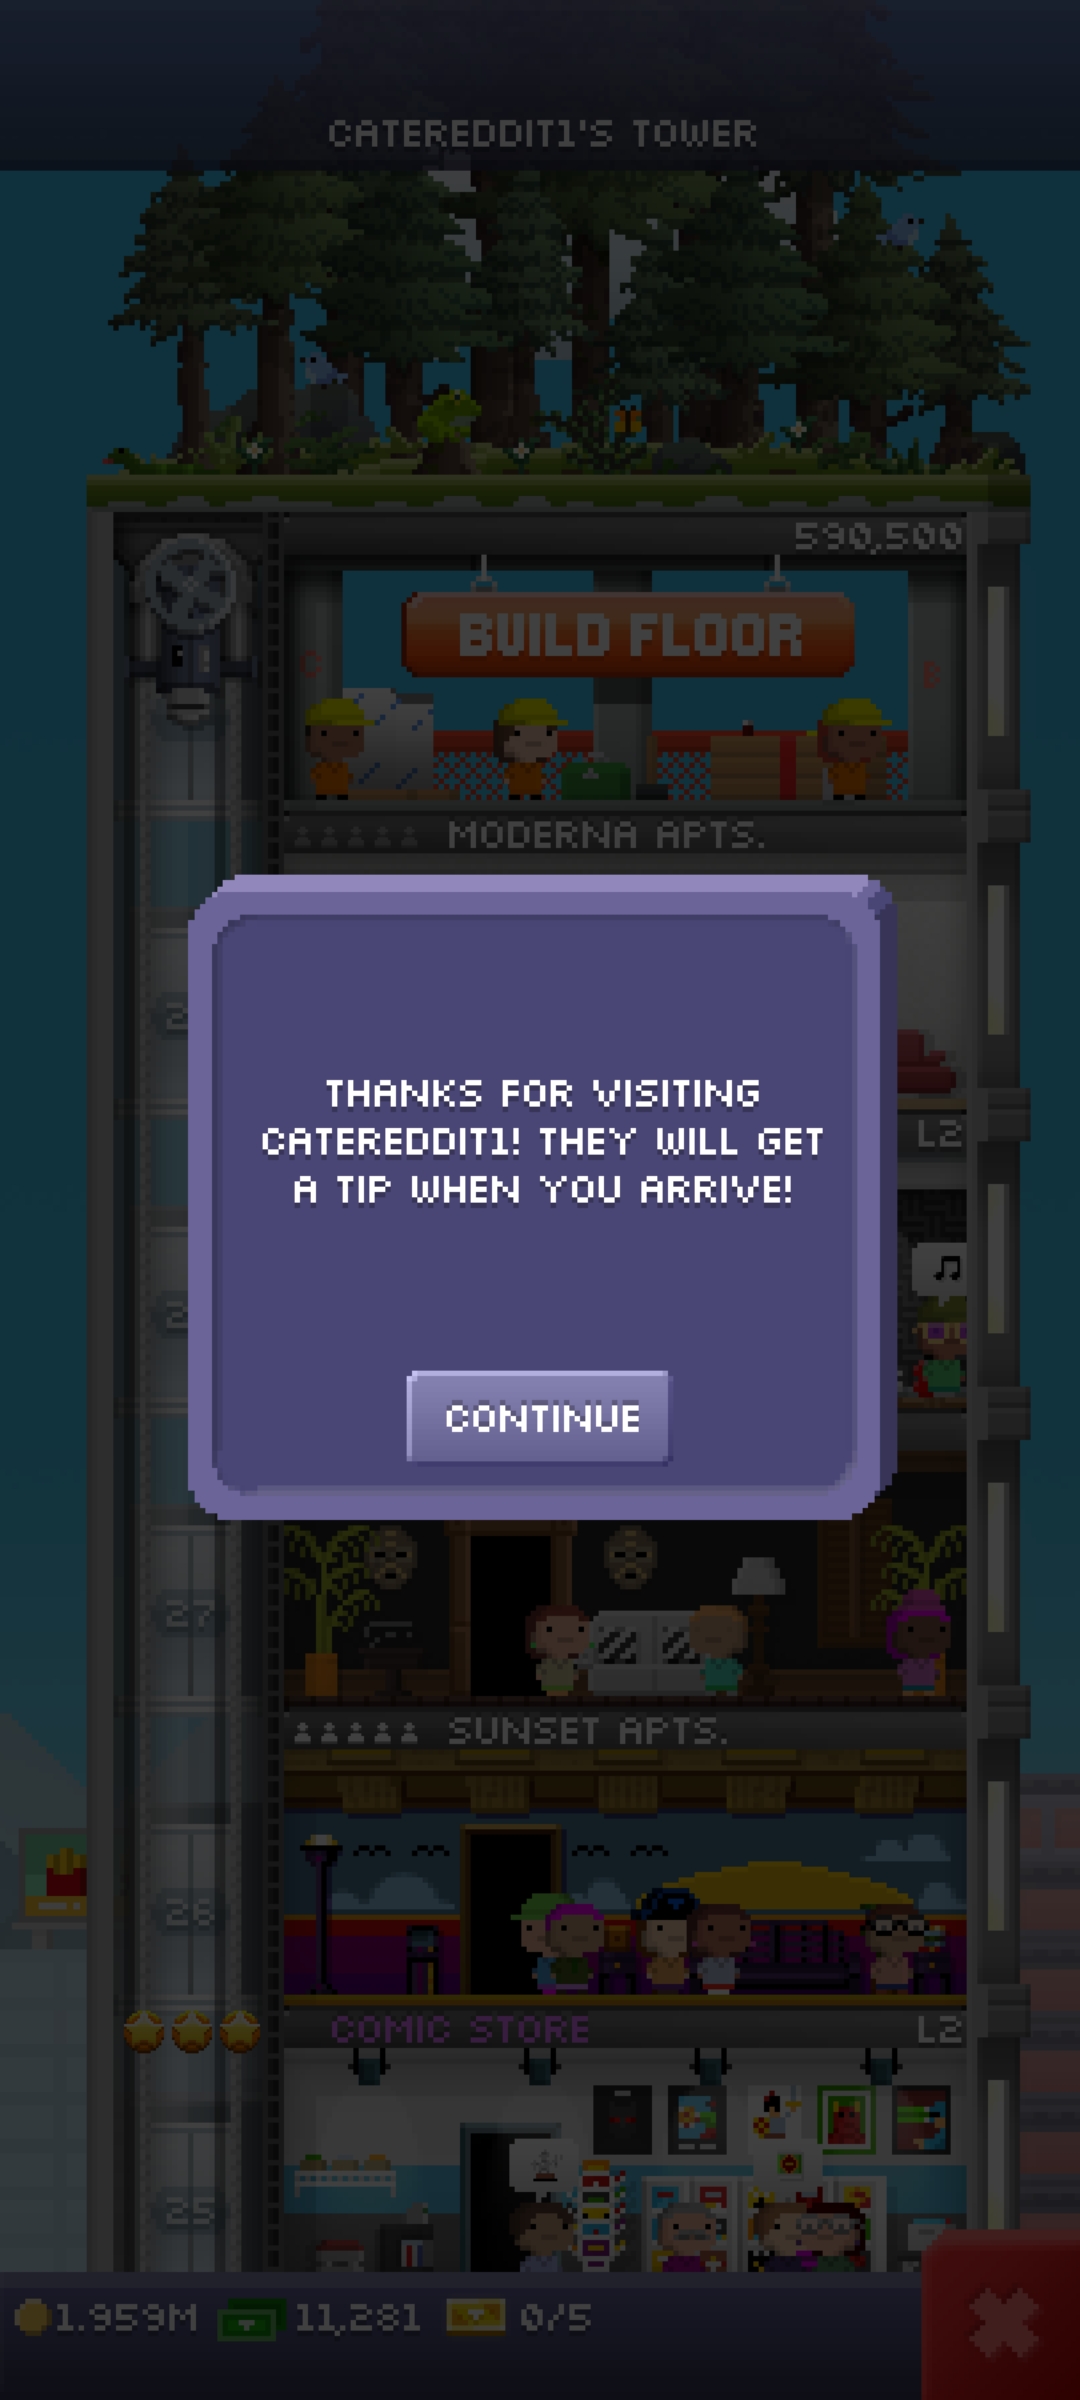 CATEREDDIT1'S TOWER
590,500
BUILD FLOOR
MODERNA APTS.
L2
THANKS FOR VISITING
CATEREDDIT1! THEY WILL GET
A TIP WHEN YOU ARRIVE!
CONTINUE
27
SUNSET APTS.
26
COMIC STORE L2
25
1.959M 11,281 0/5